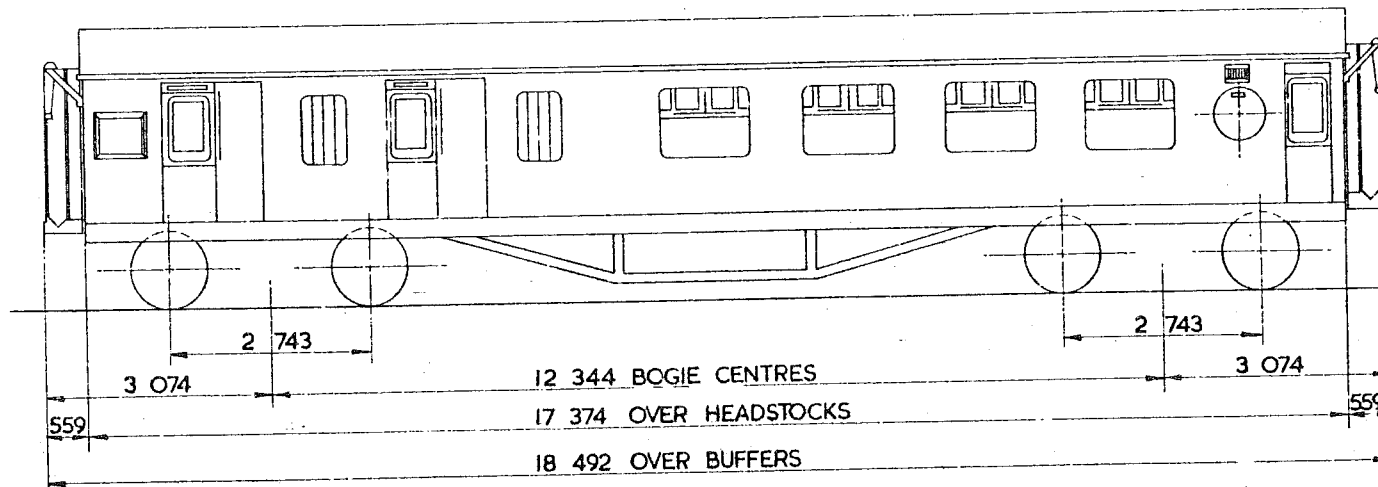 2 743 2 743
3 074 12 344 BOGIE CENTRES 3 074
559 17 374 OVER HEADSTOCKS 559
18 492 OVER BUFFERS